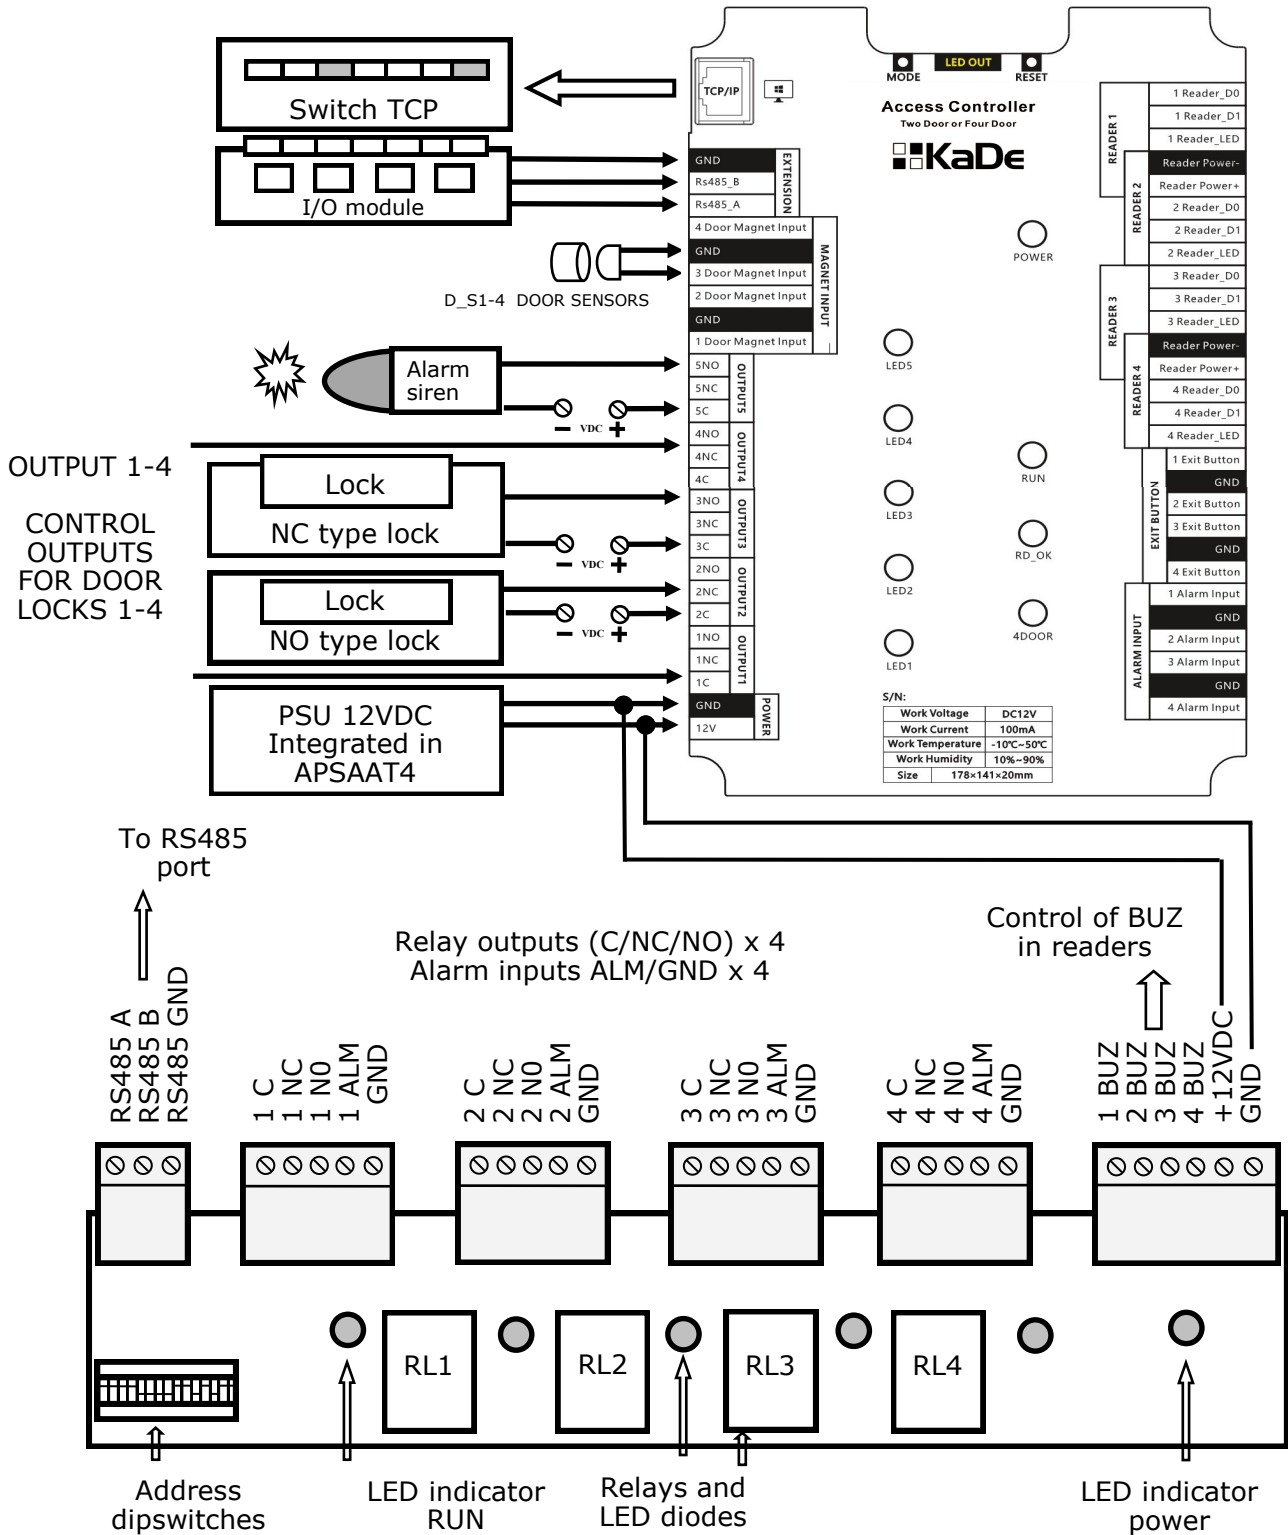 Switch TCP
I/O module
D_S1-4 DOOR SENSORS
Alarm
siren
- VDC +
OUTPUT 1-4
CONTROL
OUTPUTS
FOR DOOR
LOCKS 1-4
Lock
NC type lock
- VDC +
Lock
NO type lock
- VDC +
PSU 12VDC
Integrated in
APSAAT4
TCP/IP
MODE
LED OUT
RESET
Access Controller
Two Door or Four Door
KaDe
GND
Rs485_B
Rs485_A
EXTENSION
4 Door Magnet Input
GND
3 Door Magnet Input
2 Door Magnet Input
GND
1 Door Magnet Input
MAGNET INPUT
5NO
5NC
5C
OUTPUT5
4NO
4NC
4C
OUTPUT4
3NO
3NC
3C
OUTPUT3
2NO
2NC
2C
OUTPUT2
1NO
1NC
1C
OUTPUT1
GND
12V
POWER
LED5
LED4
LED3
LED2
LED1
POWER
RUN
RD_OK
4DOOR
READER 1
1 Reader_D0
1 Reader_D1
1 Reader_LED
Reader Power-
Reader Power+
READER 2
2 Reader_D0
2 Reader_D1
2 Reader_LED
READER 3
3 Reader_D0
3 Reader_D1
3 Reader_LED
Reader Power-
Reader Power+
READER 4
4 Reader_D0
4 Reader_D1
4 Reader_LED
EXIT BUTTON
1 Exit Button
GND
2 Exit Button
3 Exit Button
GND
4 Exit Button
ALARM INPUT
1 Alarm Input
GND
2 Alarm Input
3 Alarm Input
GND
4 Alarm Input
S/N:
Work Voltage DC12V
Work Current 100mA
Work Temperature -10℃~50℃
Work Humidity 10%~90%
Size 178×141×20mm
To RS485
port
Relay outputs (C/NC/NO) x 4
Alarm inputs ALM/GND x 4
Control of BUZ
in readers
RS485 A
RS485 B
RS485 GND
1 C
1 NC
1 N0
1 ALM
GND
2 C
2 NC
2 N0
2 ALM
GND
3 C
3 NC
3 N0
3 ALM
GND
4 C
4 NC
4 N0
4 ALM
GND
1 BUZ
2 BUZ
3 BUZ
4 BUZ
+12VDC
GND
RL1
RL2
RL3
RL4
Address
dipswitches
LED indicator
RUN
Relays and
LED diodes
LED indicator
power